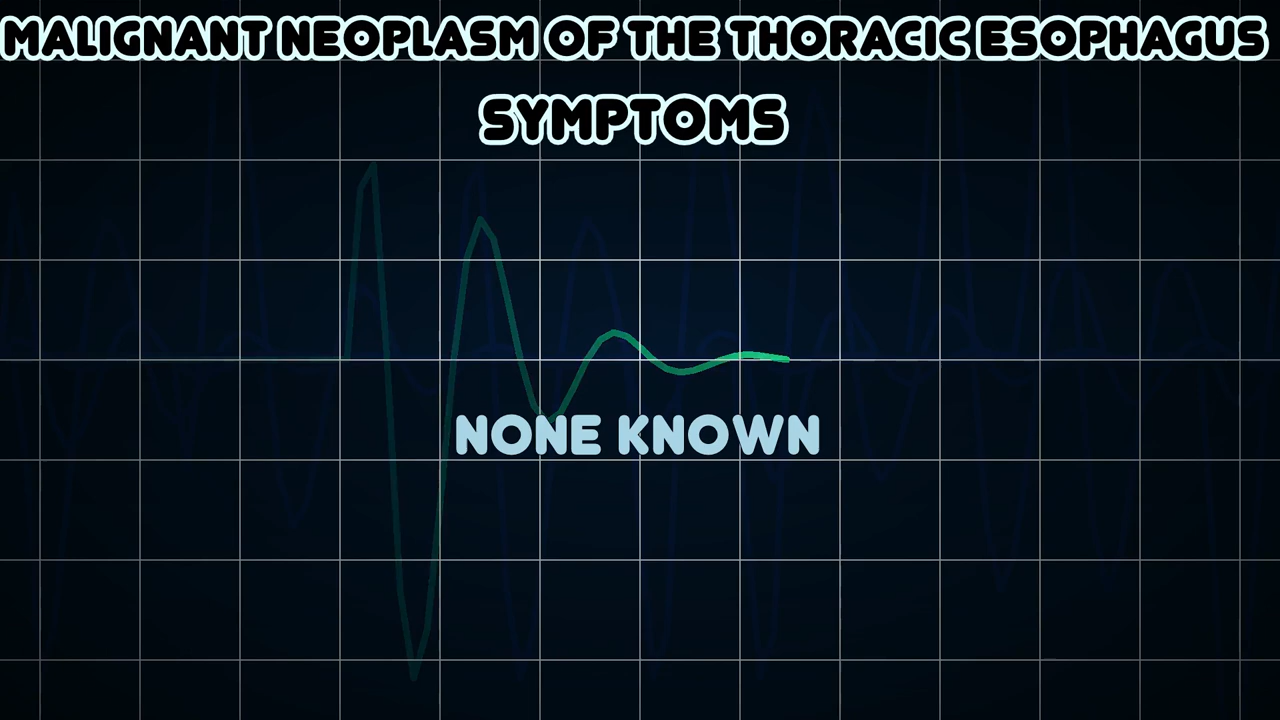 MALIGNANT NEOPLASM OF THE THORACIC ESOPHAGUS
SYMPTOMS
NONE KNOWN